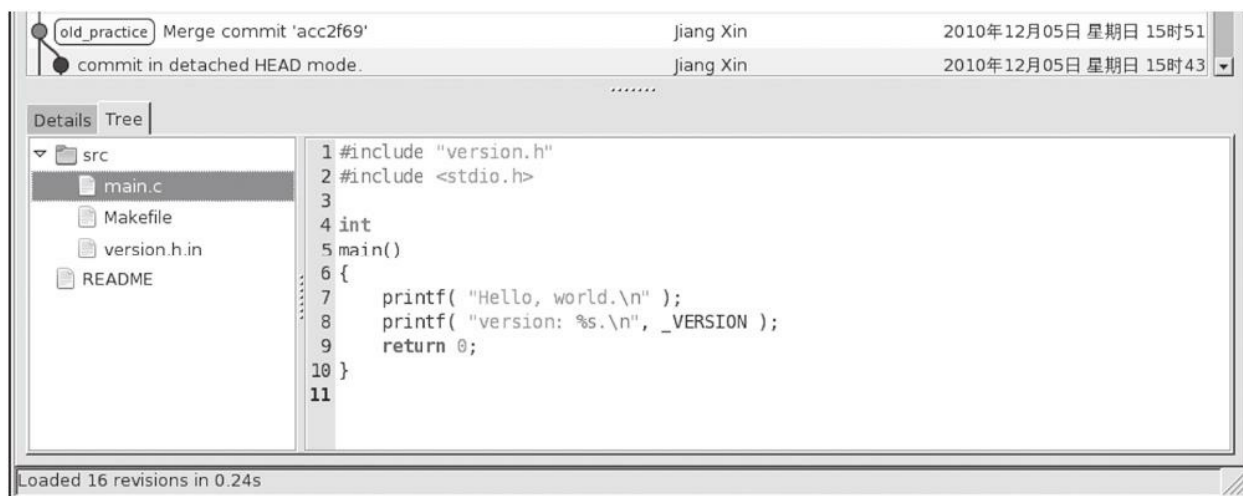 old_practice Merge commit 'acc2f69' Jiang Xin 2010年12月05日 星期日 15时51
commit in detached HEAD mode. Jiang Xin 2010年12月05日 星期日 15时43
Details Tree
src
main.c
Makefile
version.h.in
README
1 #include "version.h"
2 #include <stdio.h>
3
4 int
5 main()
6 {
7     printf( "Hello, world.\n" );
8     printf( "version: %s.\n", _VERSION );
9     return 0;
10 }
11
Loaded 16 revisions in 0.24s